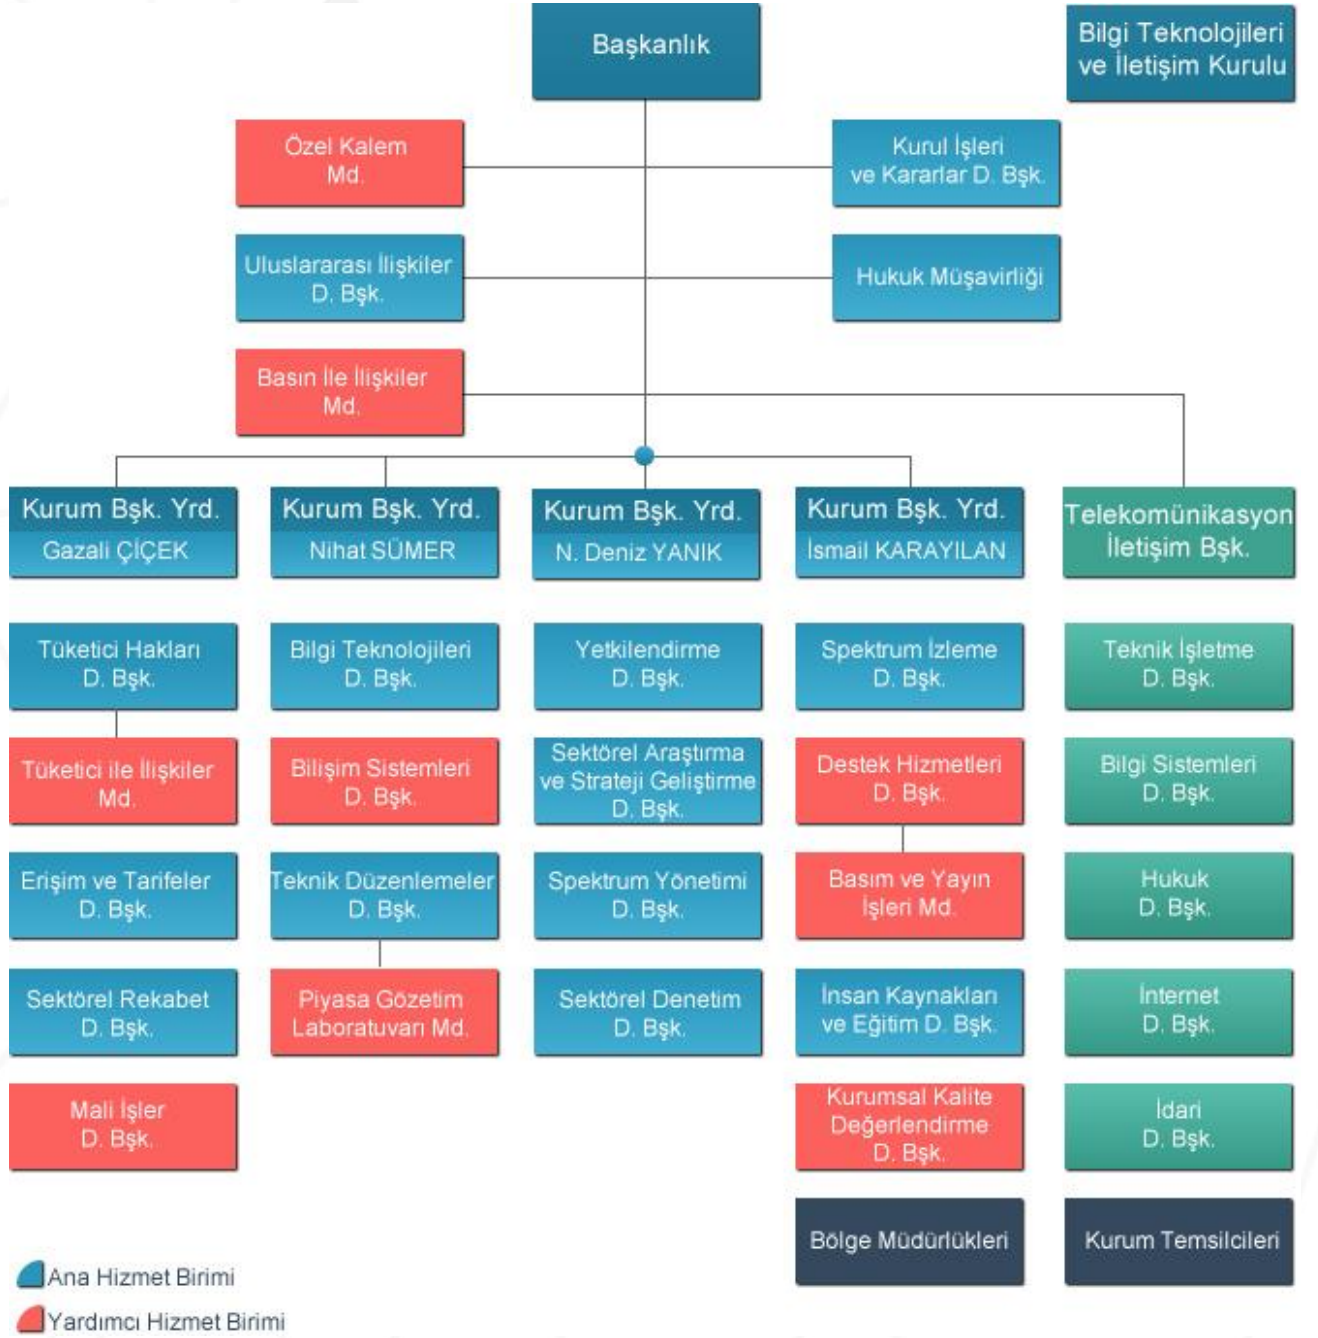 Başkanlık
Bilgi Teknolojileri
ve İletişim Kurulu
Özel Kalem
Md.
Kurul İşleri
ve Kararlar D. Bşk.
Uluslararası İlişkiler
D. Bşk.
Hukuk Müşavirliği
Basın İle İlişkiler
Md.
Kurum Bşk. Yrd.
Gazali ÇİÇEK
Kurum Bşk. Yrd.
Nihat SÜMER
Kurum Bşk. Yrd.
N. Deniz YANIK
Kurum Bşk. Yrd.
İsmail KARAYILAN
Telekomünikasyon
İletişim Bşk.
Tüketici Hakları
D. Bşk.
Bilgi Teknolojileri
D. Bşk.
Yetkilendirme
D. Bşk.
Spektrum İzleme
D. Bşk.
Teknik İşletme
D. Bşk.
Tüketici ile İlişkiler
Md.
Bilişim Sistemleri
D. Bşk.
Sektörel Araştırma
ve Strateji Geliştirme
D. Bşk.
Destek Hizmetleri
D. Bşk.
Bilgi Sistemleri
D. Bşk.
Erişim ve Tarifeler
D. Bşk.
Teknik Düzenlemeler
D. Bşk.
Spektrum Yönetimi
D. Bşk.
Basım ve Yayın
İşleri Md.
Hukuk
D. Bşk.
Sektörel Rekabet
D. Bşk.
Piyasa Gözetim
Laboratuvarı Md.
Sektörel Denetim
D. Bşk.
İnsan Kaynakları
ve Eğitim D. Bşk.
İnternet
D. Bşk.
Mali İşler
D. Bşk.
Kurumsal Kalite
Değerlendirme
D. Bşk.
İdari
D. Bşk.
Bölge Müdürlükleri
Kurum Temsilcileri
Ana Hizmet Birimi
Yardımcı Hizmet Birimi